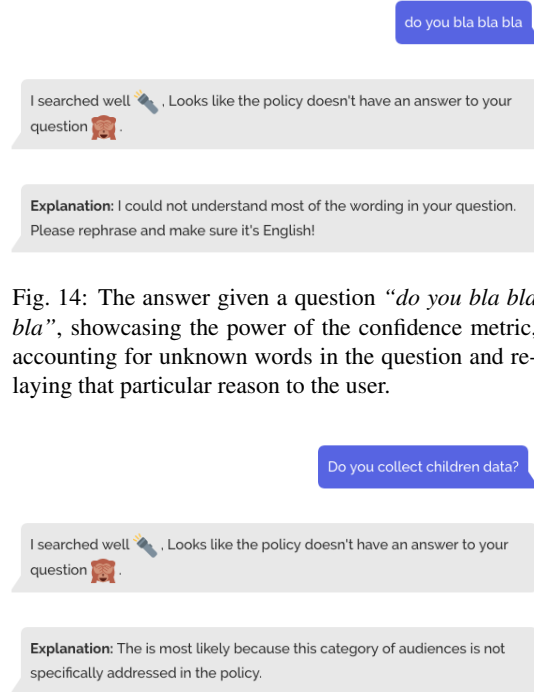 do you bla bla bla
I searched well 🔦 , Looks like the policy doesn't have an answer to your
question 🙈 .
Explanation: I could not understand most of the wording in your question.
Please rephrase and make sure it's English!
Fig. 14: The answer given a question “do you bla bla
bla”, showcasing the power of the confidence metric,
accounting for unknown words in the question and re-
laying that particular reason to the user.
Do you collect children data?
I searched well 🔦 , Looks like the policy doesn't have an answer to your
question 🙈 .
Explanation: The is most likely because this category of audiences is not
specifically addressed in the policy.